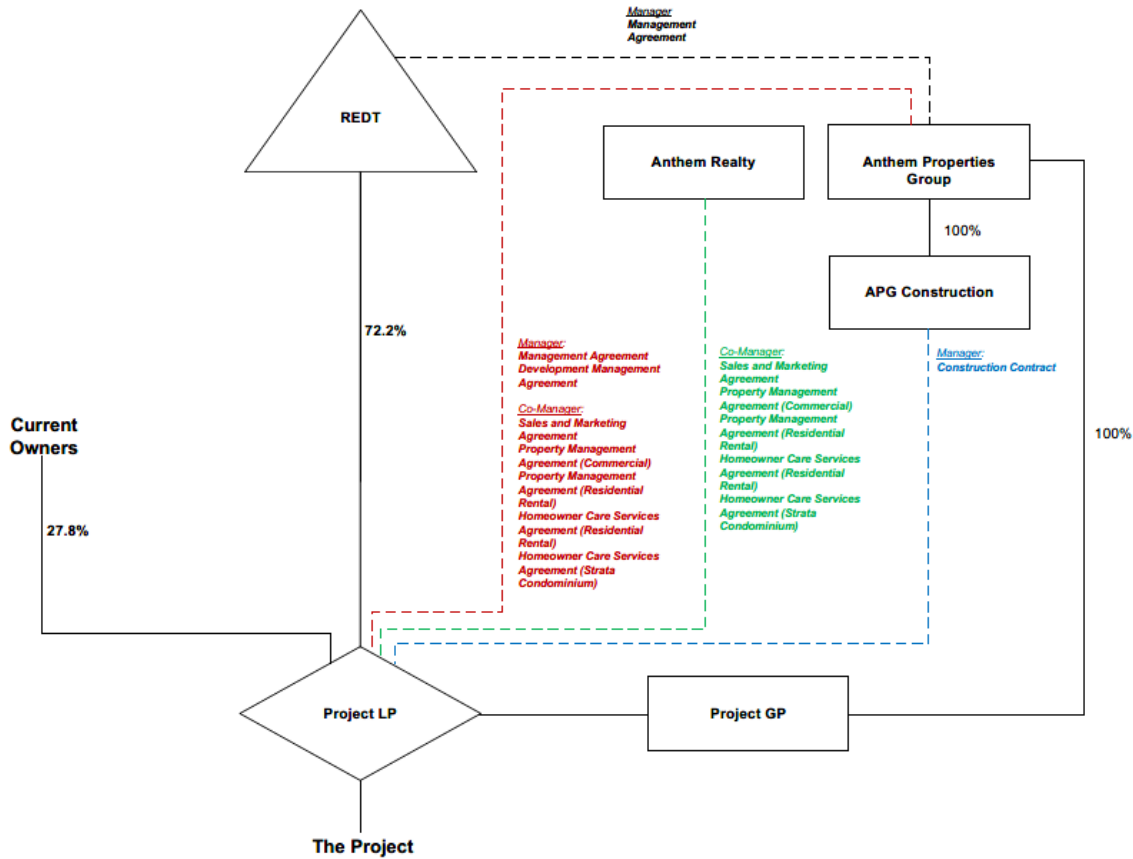 Manager
Management
Agreement
REDT
Anthem Realty
Anthem Properties
Group
100%
APG Construction
72.2%
Manager:
Management Agreement
Development Management
Agreement
Co-Manager:
Sales and Marketing
Agreement
Property Management
Agreement (Commercial)
Property Management
Agreement (Residential
Rental)
Homeowner Care Services
Agreement (Residential
Rental)
Homeowner Care Services
Agreement (Strata
Condominium)
Co-Manager:
Sales and Marketing
Agreement
Property Management
Agreement (Commercial)
Property Management
Agreement (Residential
Rental)
Homeowner Care Services
Agreement (Residential
Rental)
Homeowner Care Services
Agreement (Strata
Condominium)
Manager:
Construction Contract
100%
Current
Owners
27.8%
Project LP
Project GP
The Project